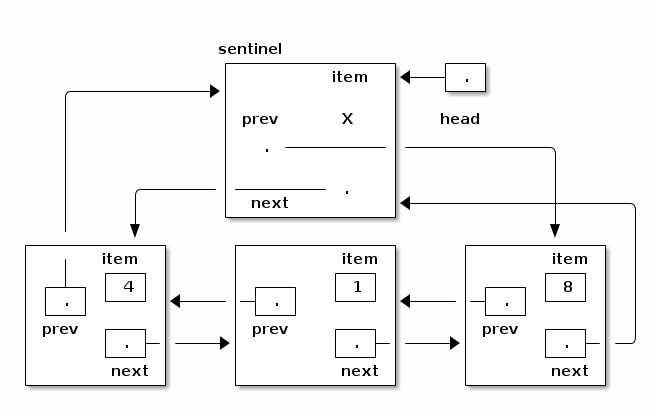 sentinel
item
.
prev X head
.
.
next
item item item
4 1 8
. . .
prev prev prev
. . .
next next next